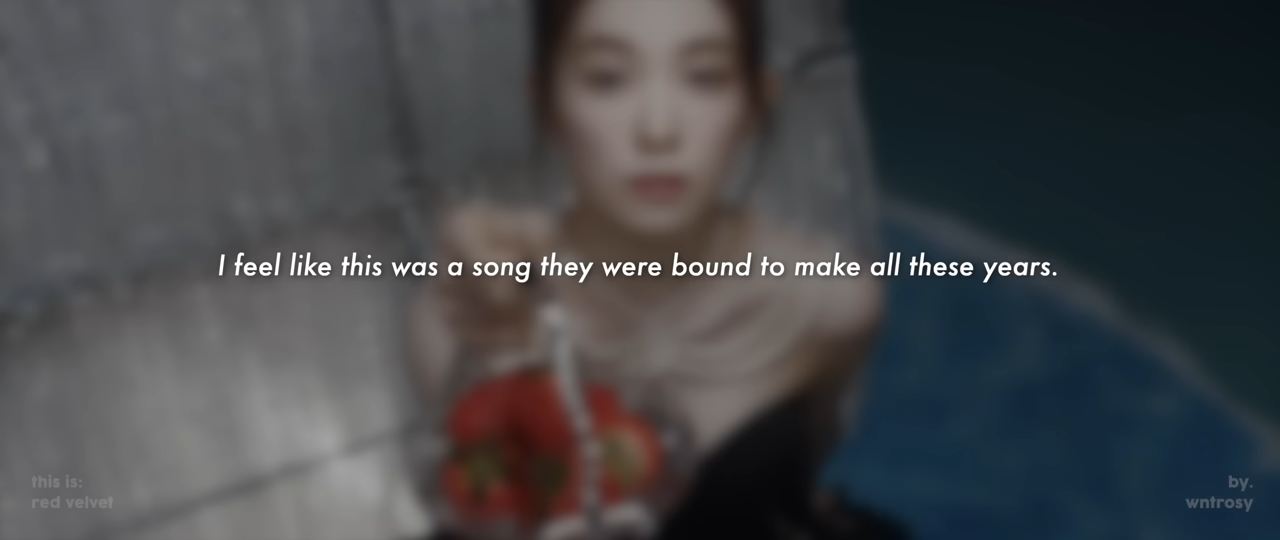 I feel like this was a song they were bound to make all these years.
this is:
red velvet
by.
wntrosy